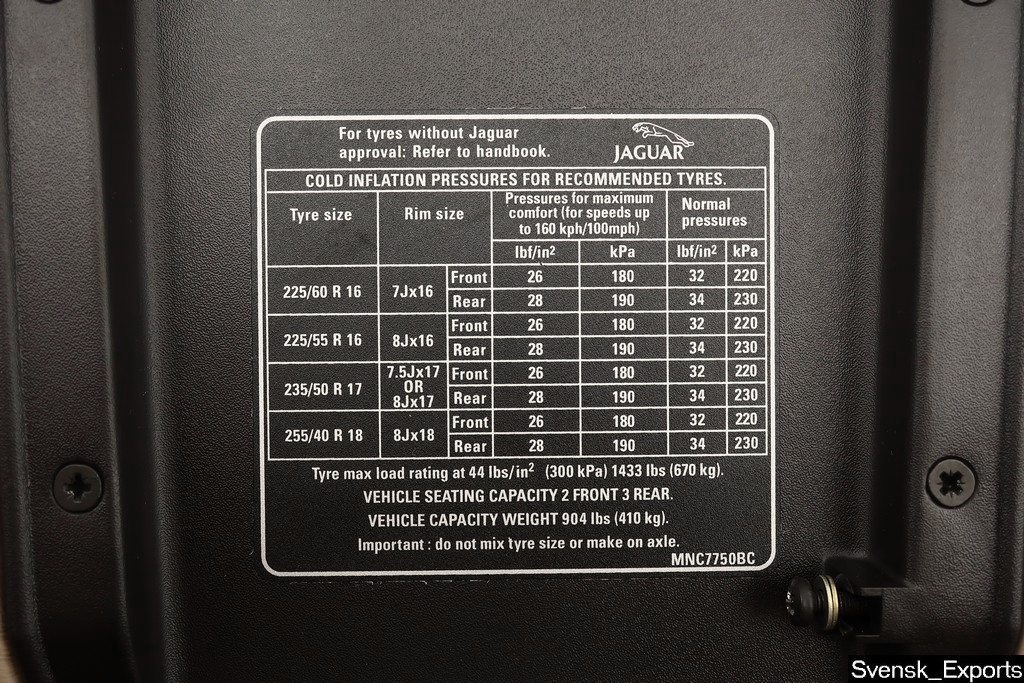 For tyres without Jaguar
approval: Refer to handbook.
JAGUAR
COLD INFLATION PRESSURES FOR RECOMMENDED TYRES.
Tyre size Rim size Pressures for maximum comfort (for speeds up to 160 kph/100mph) Normal pressures
lbf/in² kPa lbf/in² kPa
225/60 R 16 7Jx16 Front 26 180 32 220
Rear 28 190 34 230
225/55 R 16 8Jx16 Front 26 180 32 220
Rear 28 190 34 230
235/50 R 17 7.5Jx17 OR 8Jx17 Front 26 180 32 220
Rear 28 190 34 230
255/40 R 18 8Jx18 Front 26 180 32 220
Rear 28 190 34 230
Tyre max load rating at 44 lbs/in² (300 kPa) 1433 lbs (670 kg).
VEHICLE SEATING CAPACITY 2 FRONT 3 REAR.
VEHICLE CAPACITY WEIGHT 904 lbs (410 kg).
Important : do not mix tyre size or make on axle.
MNC7750BC
Svensk_Exports